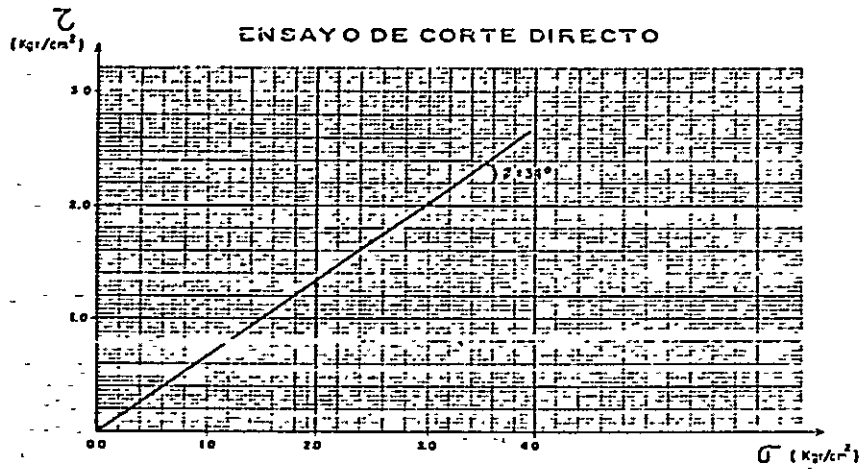 τ
(Kgr/cm²)
ENSAYO DE CORTE DIRECTO
3.0
2.0
1.0
0.0 1.0 2.0 3.0 4.0
σ (Kgr/cm²)